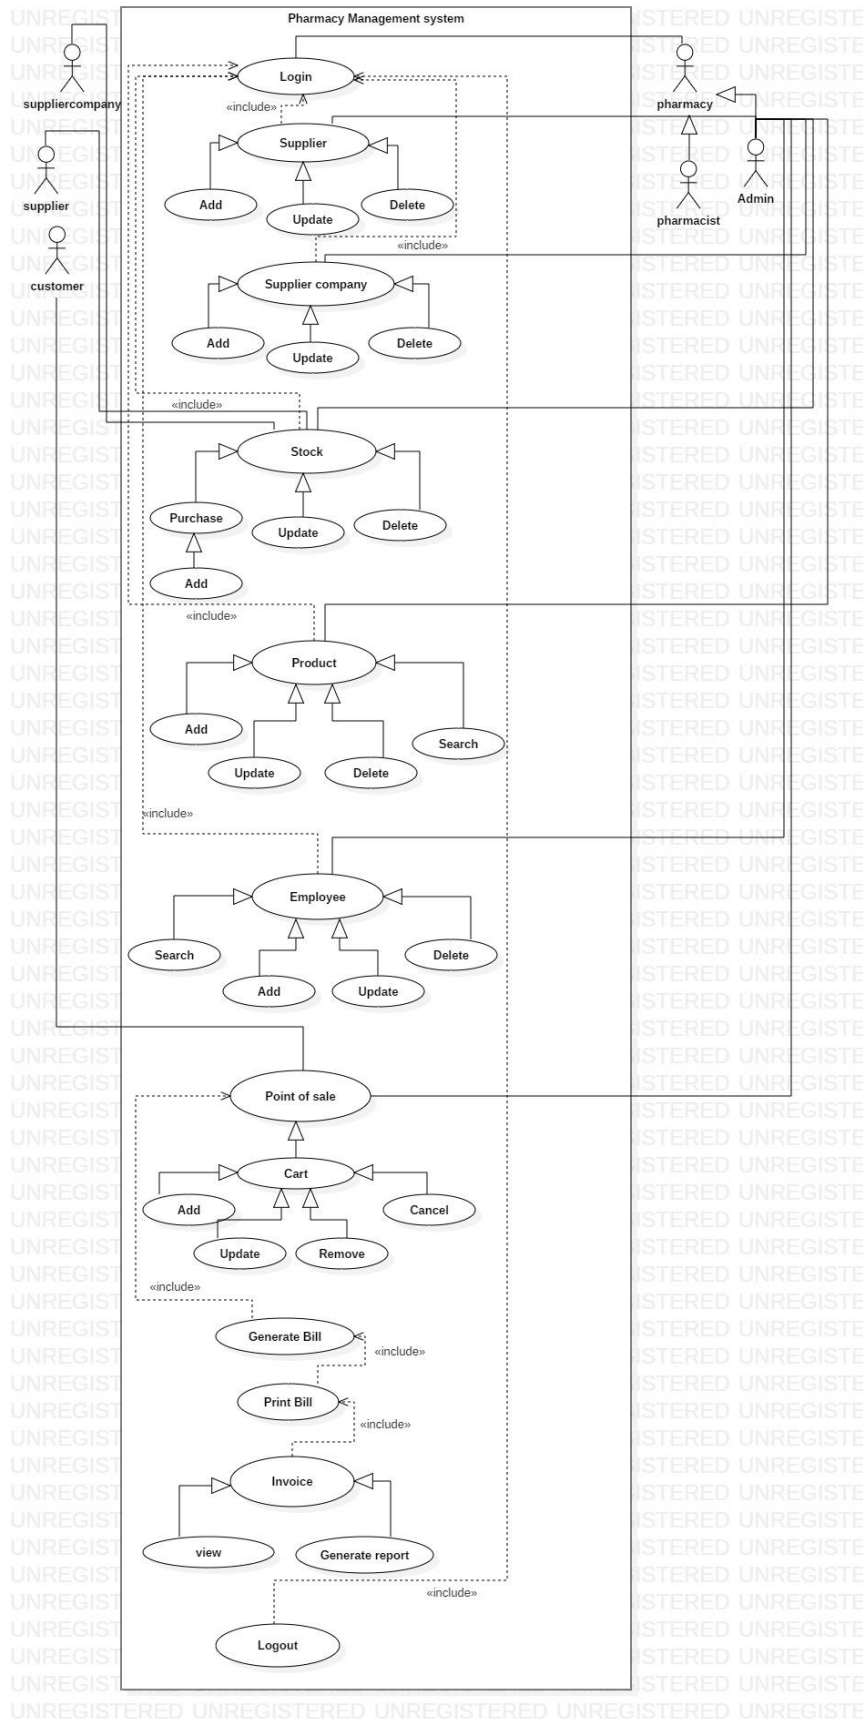 Pharmacy Management system
suppliercompany
supplier
customer
pharmacy
pharmacist
Admin
Login
«include»
Supplier
Add
Update
Delete
«include»
Supplier company
Add
Update
Delete
«include»
Stock
Purchase
Update
Delete
Add
«include»
Product
Add
Update
Delete
Search
«include»
Employee
Search
Add
Update
Delete
Point of sale
Cart
Add
Update
Remove
Cancel
«include»
Generate Bill
«include»
Print Bill
«include»
Invoice
view
Generate report
«include»
Logout
UNREGISTERED UNREGISTERED UNREGISTERED UNREGISTERED UNREGISTE